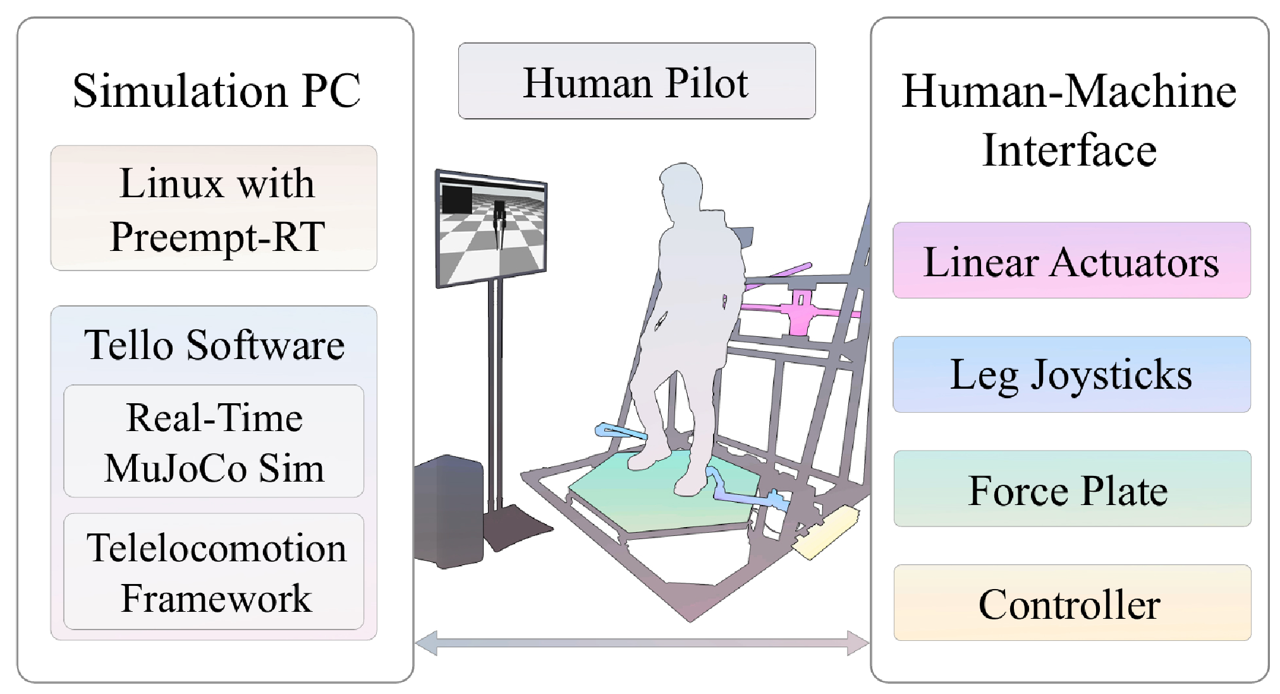 Simulation PC
Linux with
Preempt-RT
Tello Software
Real-Time
MuJoCo Sim
Telelocomotion
Framework
Human Pilot
Human-Machine
Interface
Linear Actuators
Leg Joysticks
Force Plate
Controller